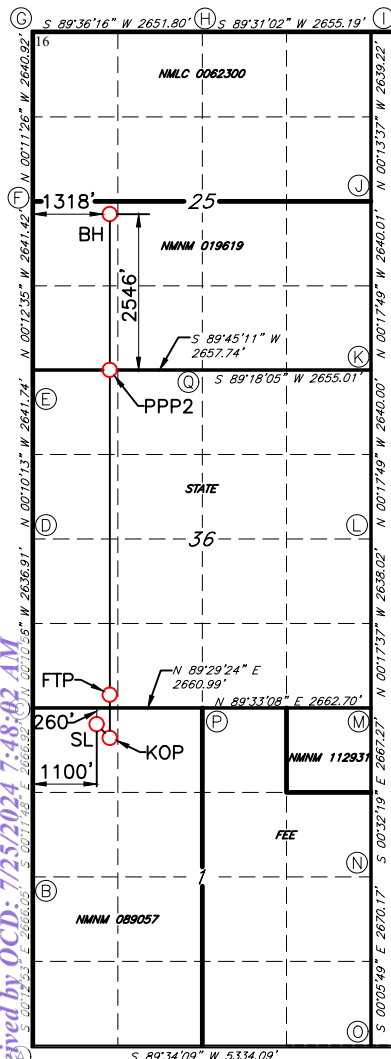 G
S 89°36'16" W 2651.80'
H
S 89°31'02" W 2655.19'
I
16
N 00°11'26" W 2640.92'
NMLC 0062300
N 00°13'37" W 2639.22'
F
J
1318'
25
BH
NMNM 019619
N 00°12'35" W 2641.42'
2546'
N 00°17'49" W 2640.01'
S 89°45'11" W
2657.74'
K
Q
S 89°18'05" W 2655.01'
E
PPP2
N 00°10'13" W 2641.74'
STATE
N 00°17'49" W 2640.00'
D
36
L
N 00°10'56" W 2636.91'
N 00°17'37" W 2638.02'
FTP
N 89°29'24" E
2660.99'
N 89°33'08" E 2662.70'
C
P
M
260'
SL
KOP
NMNM 112931
1100'
S 00°11'48" E 2666.92'
S 00°32'19" E 2667.27'
FEE
B
1
N
NMNM 089057
S 00°12'53" E 2666.05'
S 00°05'49" E 2670.17'
A
S 89°34'09" W 5334.09'
O
ived by OCD: 7/25/2024 7:48:02 AM